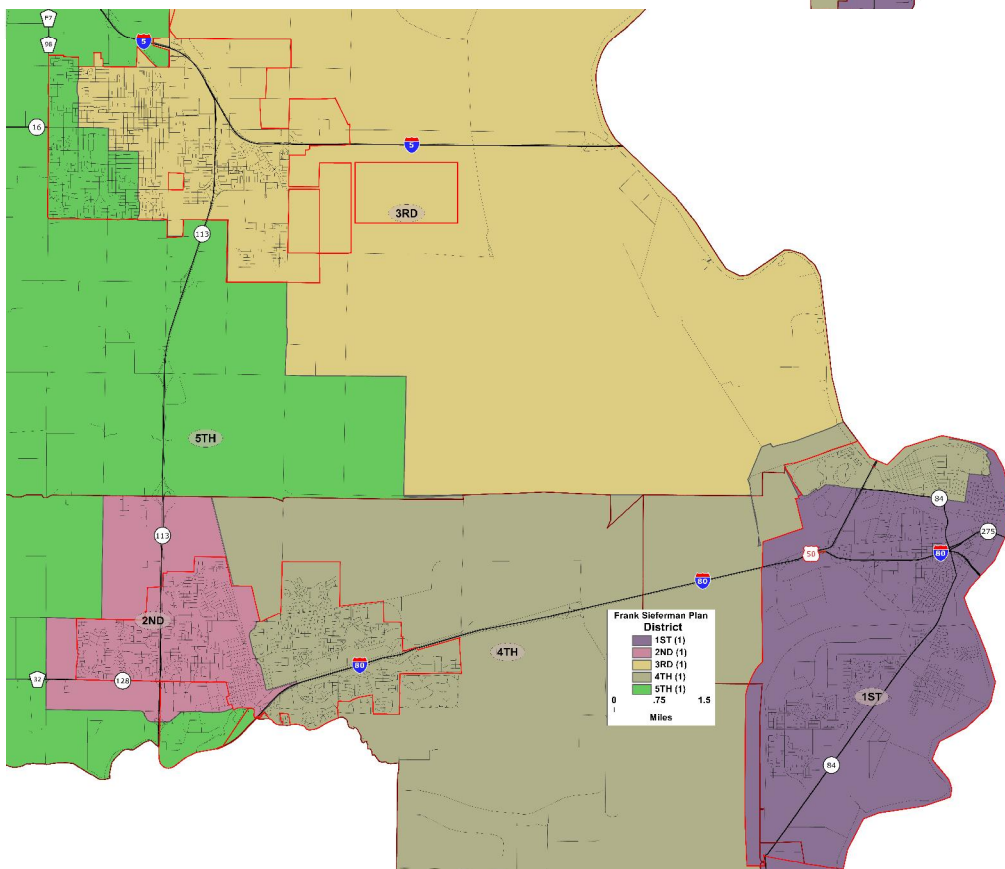 P7
98
5
16
5
3RD
113
5TH
84
275
113
50
80
80
2ND
Frank Sieferman Plan
District
1ST (1)
2ND (1)
3RD (1)
4TH (1)
5TH (1)
0 .75 1.5
Miles
4TH
80
32
128
1ST
84